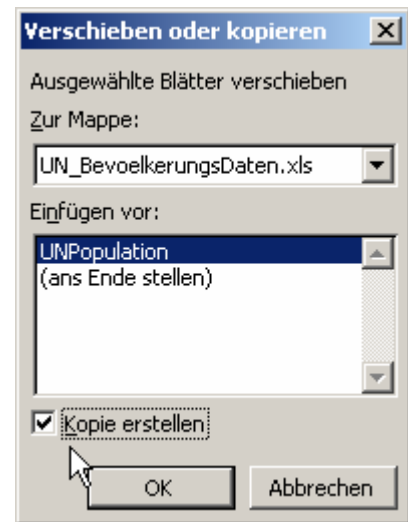 Verschieben oder kopieren
Ausgewählte Blätter verschieben
Zur Mappe:
UN_BevoelkerungsDaten.xls
Einfügen vor:
UNPopulation
(ans Ende stellen)
Kopie erstellen
OK
Abbrechen